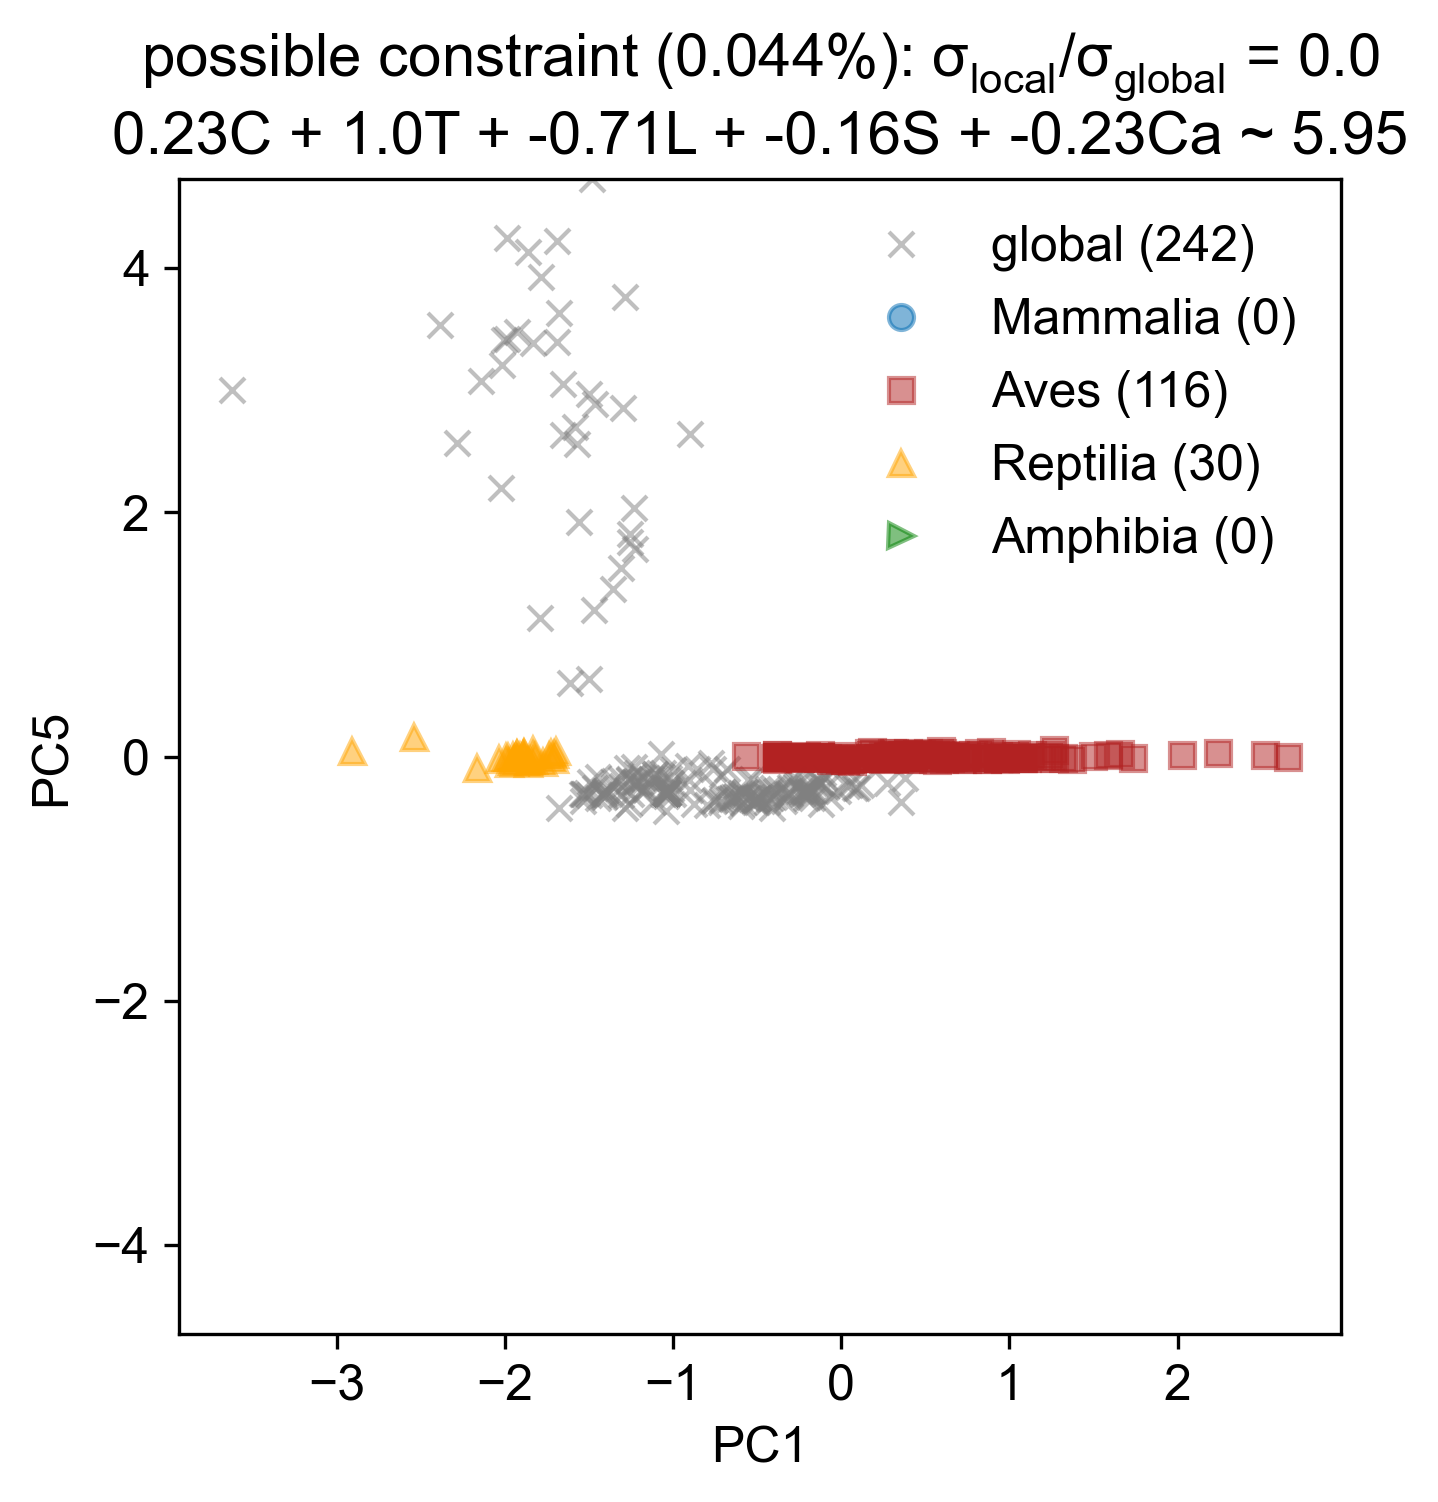 possible constraint (0.044%): σlocal/σglobal = 0.0
0.23C + 1.0T + -0.71L + -0.16S + -0.23Ca ~ 5.95
global (242)
Mammalia (0)
Aves (116)
Reptilia (30)
Amphibia (0)
4
2
0
−2
−4
PC5
−3
−2
−1
0
1
2
PC1